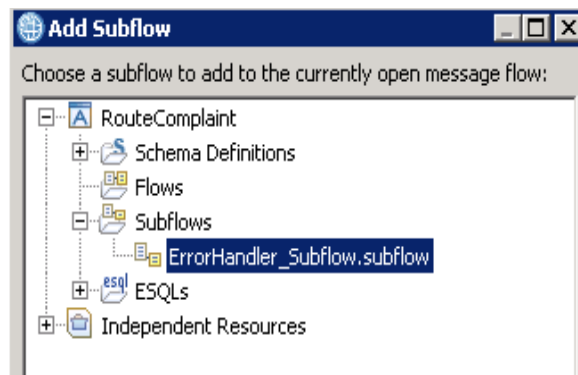 Add Subflow
Choose a subflow to add to the currently open message flow:
RouteComplaint
Schema Definitions
Flows
Subflows
ErrorHandler_Subflow.subflow
ESQLs
Independent Resources